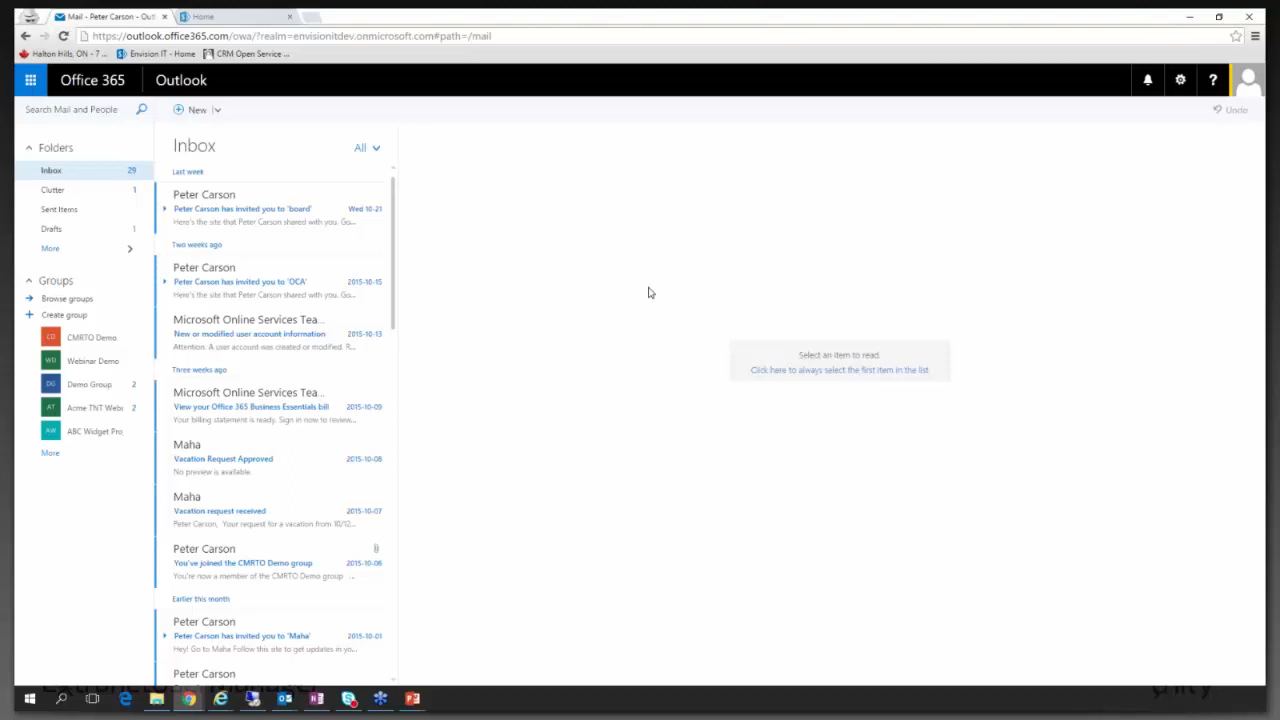 Mail - Peter Carson - Out
Home
https://outlook.office365.com/owa/?realm=envisionitdev.onmicrosoft.com#path=/mail
Halton Hills, ON - 7 ...
Envision IT - Home
CRM Open Service ...
Office 365
Outlook
Search Mail and People
New
Undo
Folders
Inbox 29
Clutter 1
Sent Items
Drafts 1
More
Groups
Browse groups
Create group
CD CMRTO Demo
WD Webinar Demo
DG Demo Group 2
AT Acme TNT Webi 2
AW ABC Widget Pro
More
Inbox
All
Last week
Peter Carson
Peter Carson has invited you to 'board' Wed 10-21
Here's the site that Peter Carson shared with you. Go...
Two weeks ago
Peter Carson
Peter Carson has invited you to 'OCA' 2015-10-15
Here's the site that Peter Carson shared with you. Go...
Microsoft Online Services Tea...
New or modified user account information 2015-10-13
Attention. A user account was created or modified. R...
Three weeks ago
Microsoft Online Services Tea...
View your Office 365 Business Essentials bill 2015-10-09
Your billing statement is ready. Sign in now to review...
Maha
Vacation Request Approved 2015-10-08
No preview is available.
Maha
Vacation request received 2015-10-07
Peter Carson, Your request for a vacation from 10/12...
Peter Carson
You've joined the CMRTO Demo group 2015-10-06
You're now a member of the CMRTO Demo group ...
Earlier this month
Peter Carson
Peter Carson has invited you to 'Maha' 2015-10-01
Hey! Go to Maha Follow this site to get updates in yo...
Peter Carson
Select an item to read.
Click here to always select the first item in the list